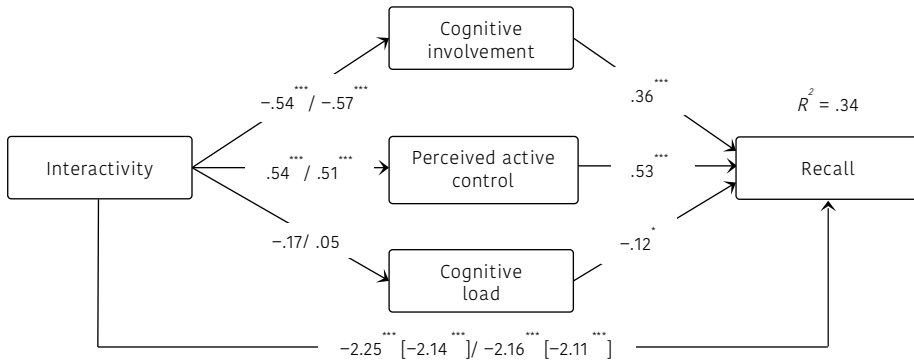 Cognitive
involvement
−.54*** / −.57***
.36***
R² = .34
Interactivity
.54*** / .51***
Perceived active
control
.53***
Recall
−.17/ .05
−.12*
Cognitive
load
−2.25*** [−2.14***]/ −2.16*** [−2.11***]